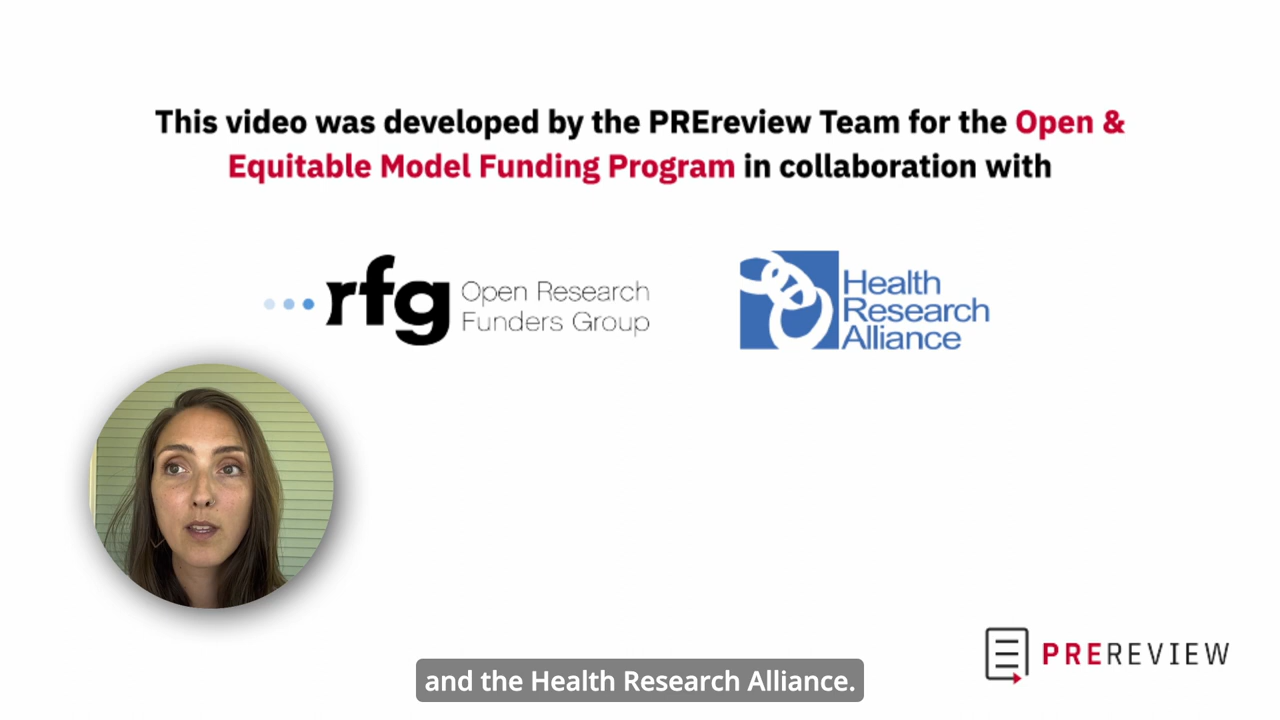 This video was developed by the PREreview Team for the Open &
Equitable Model Funding Program in collaboration with
rfg
Open Research
Funders Group
Health
Research
Alliance
PREREVIEW
and the Health Research Alliance.